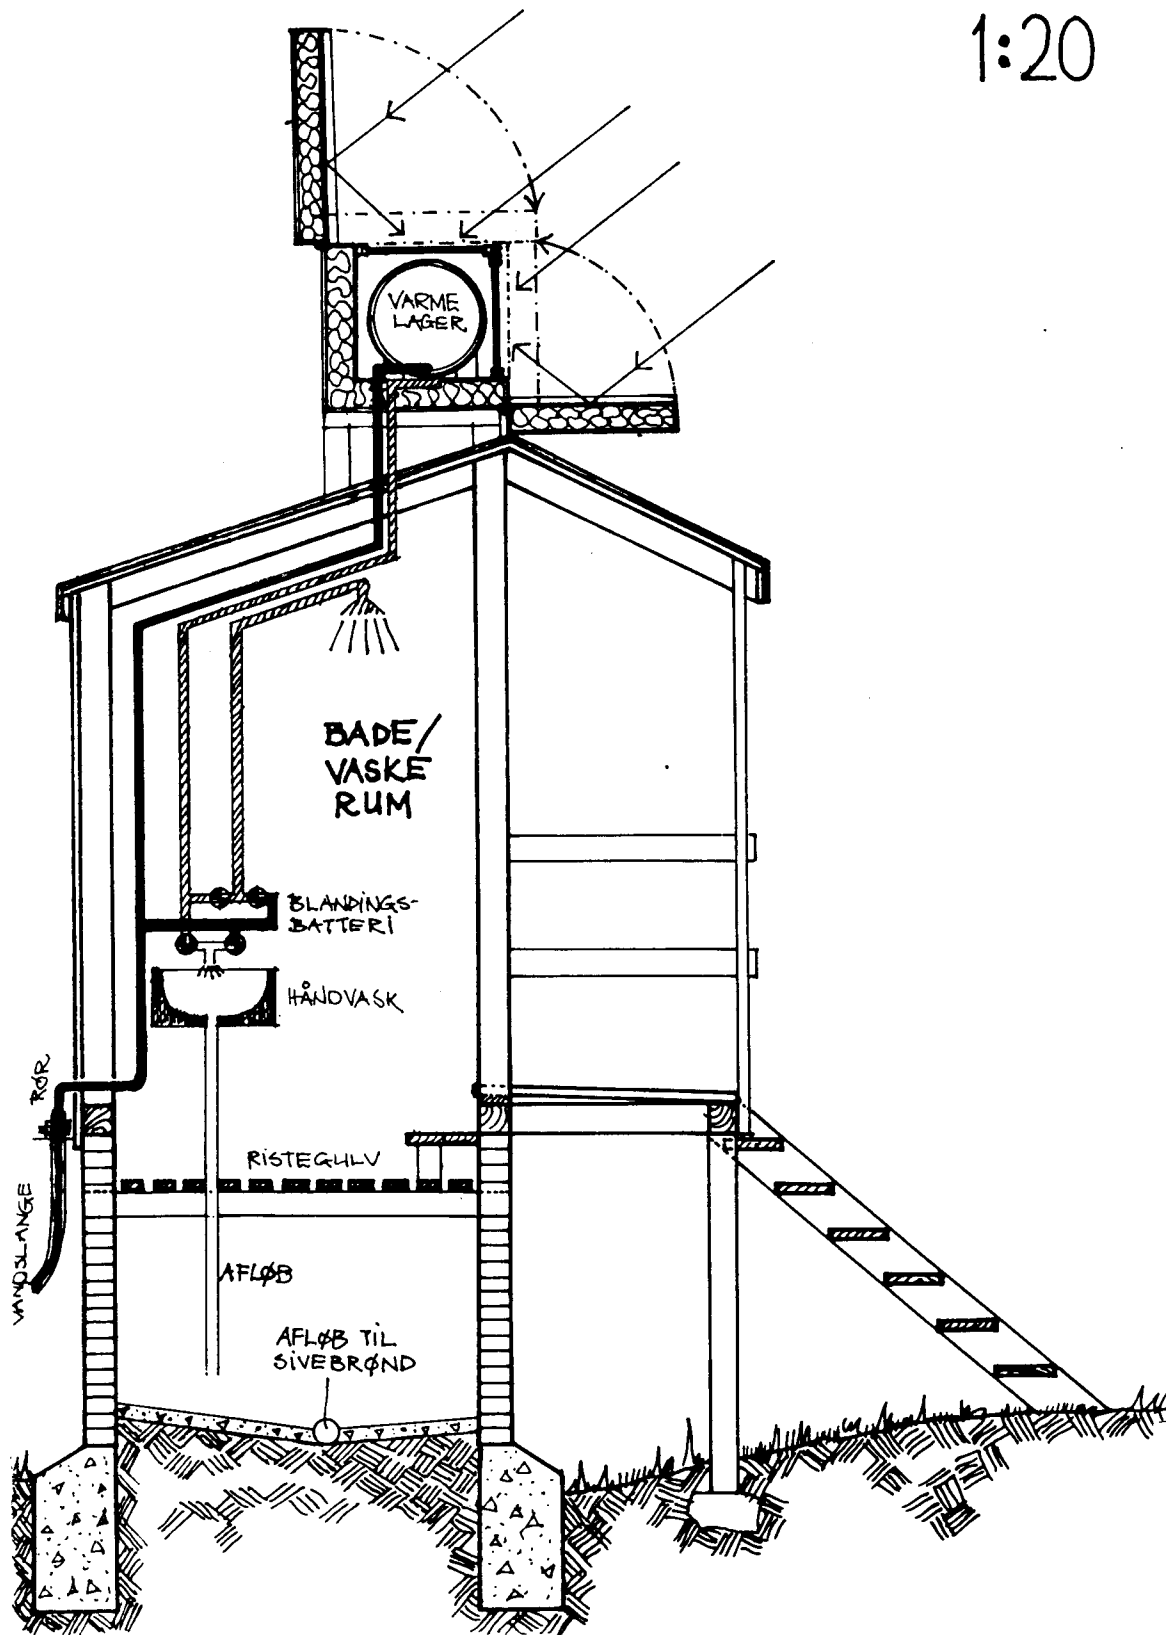 1:20
VARME
LAGER
BADE/
VASKE
RUM
BLANDINGS-
BATTERI
HÅNDVASK
RØR
RISTEGULV
VANDSLANGE
AFLØB
AFLØB TIL
SIVEBRØND